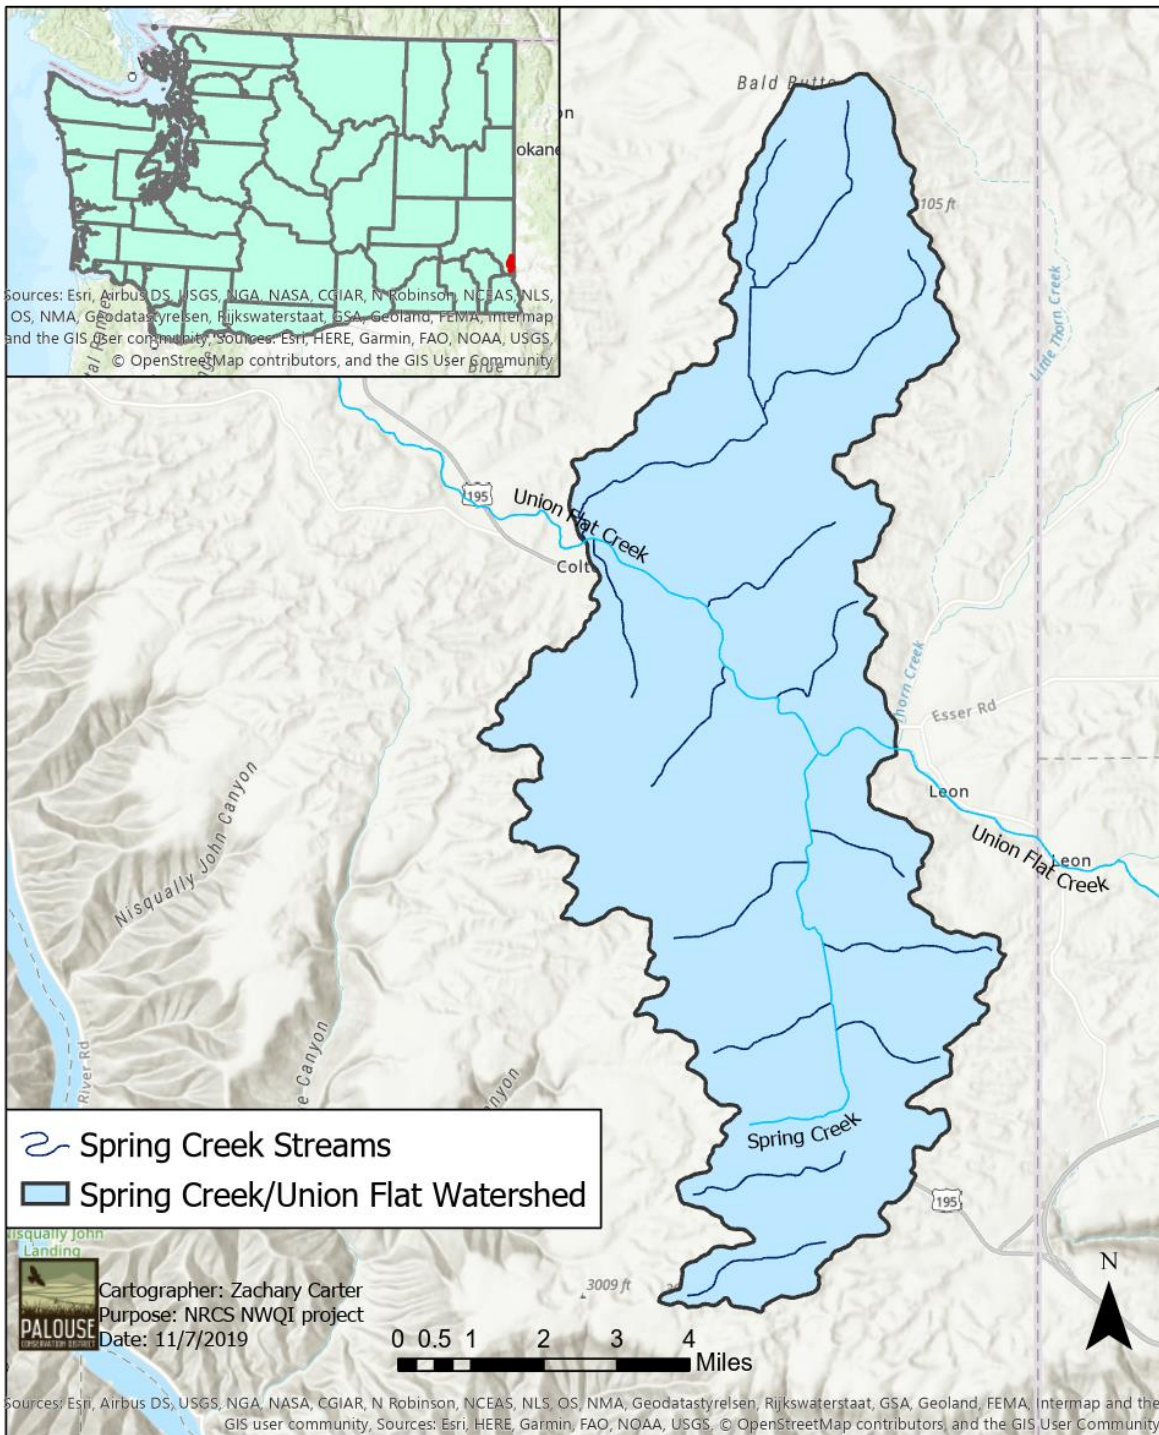 okane
Sources: Esri, Airbus DS, USGS, NGA, NASA, CGIAR, N Robinson, NCEAS, NLS,
OS, NMA, Geodatastyrelsen, Rijkswaterstaat, GSA, Geoland, FEMA, Intermap
and the GIS user community, Sources: Esri, HERE, Garmin, FAO, NOAA, USGS,
© OpenStreetMap contributors, and the GIS User Community
Blue
Bald Butte
105 ft
Little Thorn Creek
195
Union Flat Creek
Colt
Thorn Creek
Esser Rd
Leon
Union Flat Creek
Leon
Nisqually John Canyon
e Canyon
anyon
River Rd
Spring Creek
195
Spring Creek Streams
Spring Creek/Union Flat Watershed
Nisqually John
Landing
3009 ft
N
PALOUSE
CONSERVATION DISTRICT
Cartographer: Zachary Carter
Purpose: NRCS NWQI project
Date: 11/7/2019
0 0.5 1 2 3 4
Miles
Sources: Esri, Airbus DS, USGS, NGA, NASA, CGIAR, N Robinson, NCEAS, NLS, OS, NMA, Geodatastyrelsen, Rijkswaterstaat, GSA, Geoland, FEMA, Intermap and the
GIS user community, Sources: Esri, HERE, Garmin, FAO, NOAA, USGS, © OpenStreetMap contributors, and the GIS User Community